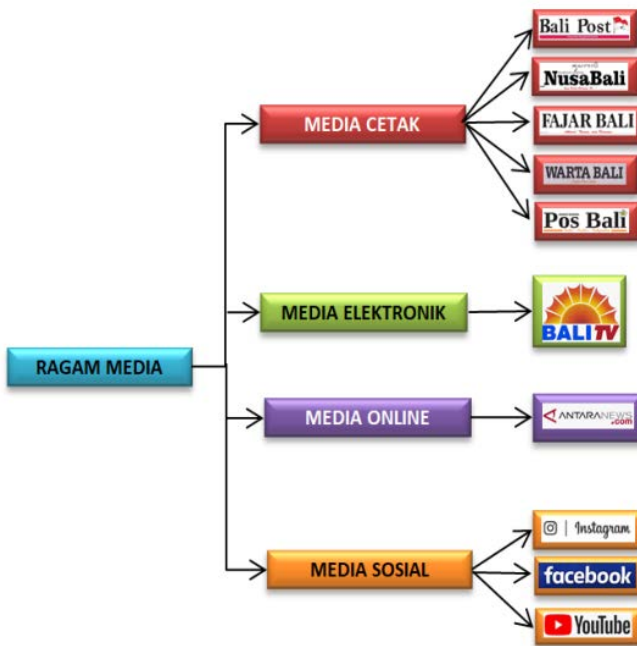 RAGAM MEDIA
MEDIA CETAK
Bali Post
NusaBali
FAJAR BALI
WARTA BALI
Pos Bali
MEDIA ELEKTRONIK
BALI TV
MEDIA ONLINE
ANTARANEWS
.com
MEDIA SOSIAL
Instagram
facebook
YouTube